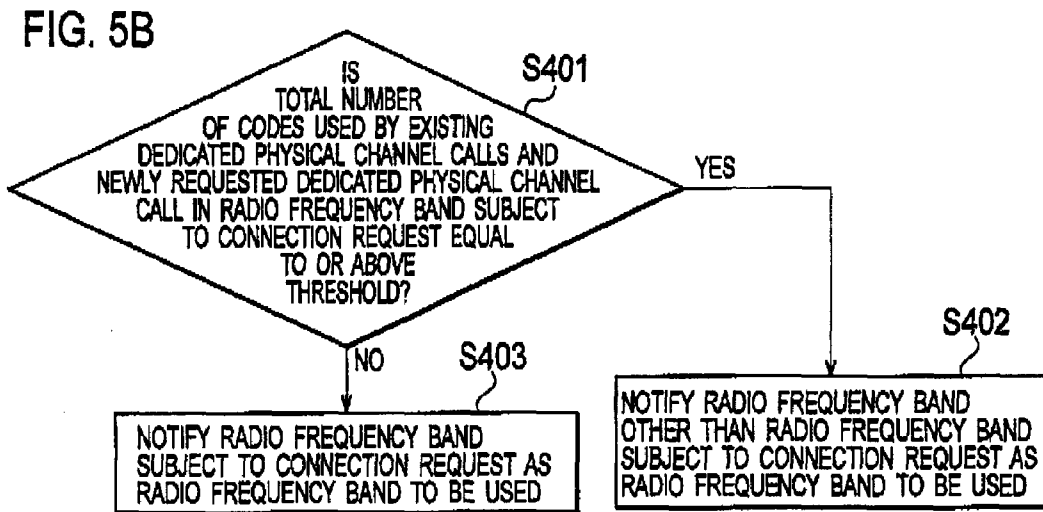 FIG. 5B
S401
IS
TOTAL NUMBER
OF CODES USED BY EXISTING
DEDICATED PHYSICAL CHANNEL CALLS AND
NEWLY REQUESTED DEDICATED PHYSICAL CHANNEL
CALL IN RADIO FREQUENCY BAND SUBJECT
TO CONNECTION REQUEST EQUAL
TO OR ABOVE
THRESHOLD?
YES
NO
S403
NOTIFY RADIO FREQUENCY BAND
SUBJECT TO CONNECTION REQUEST AS
RADIO FREQUENCY BAND TO BE USED
S402
NOTIFY RADIO FREQUENCY BAND
OTHER THAN RADIO FREQUENCY BAND
SUBJECT TO CONNECTION REQUEST AS
RADIO FREQUENCY BAND TO BE USED